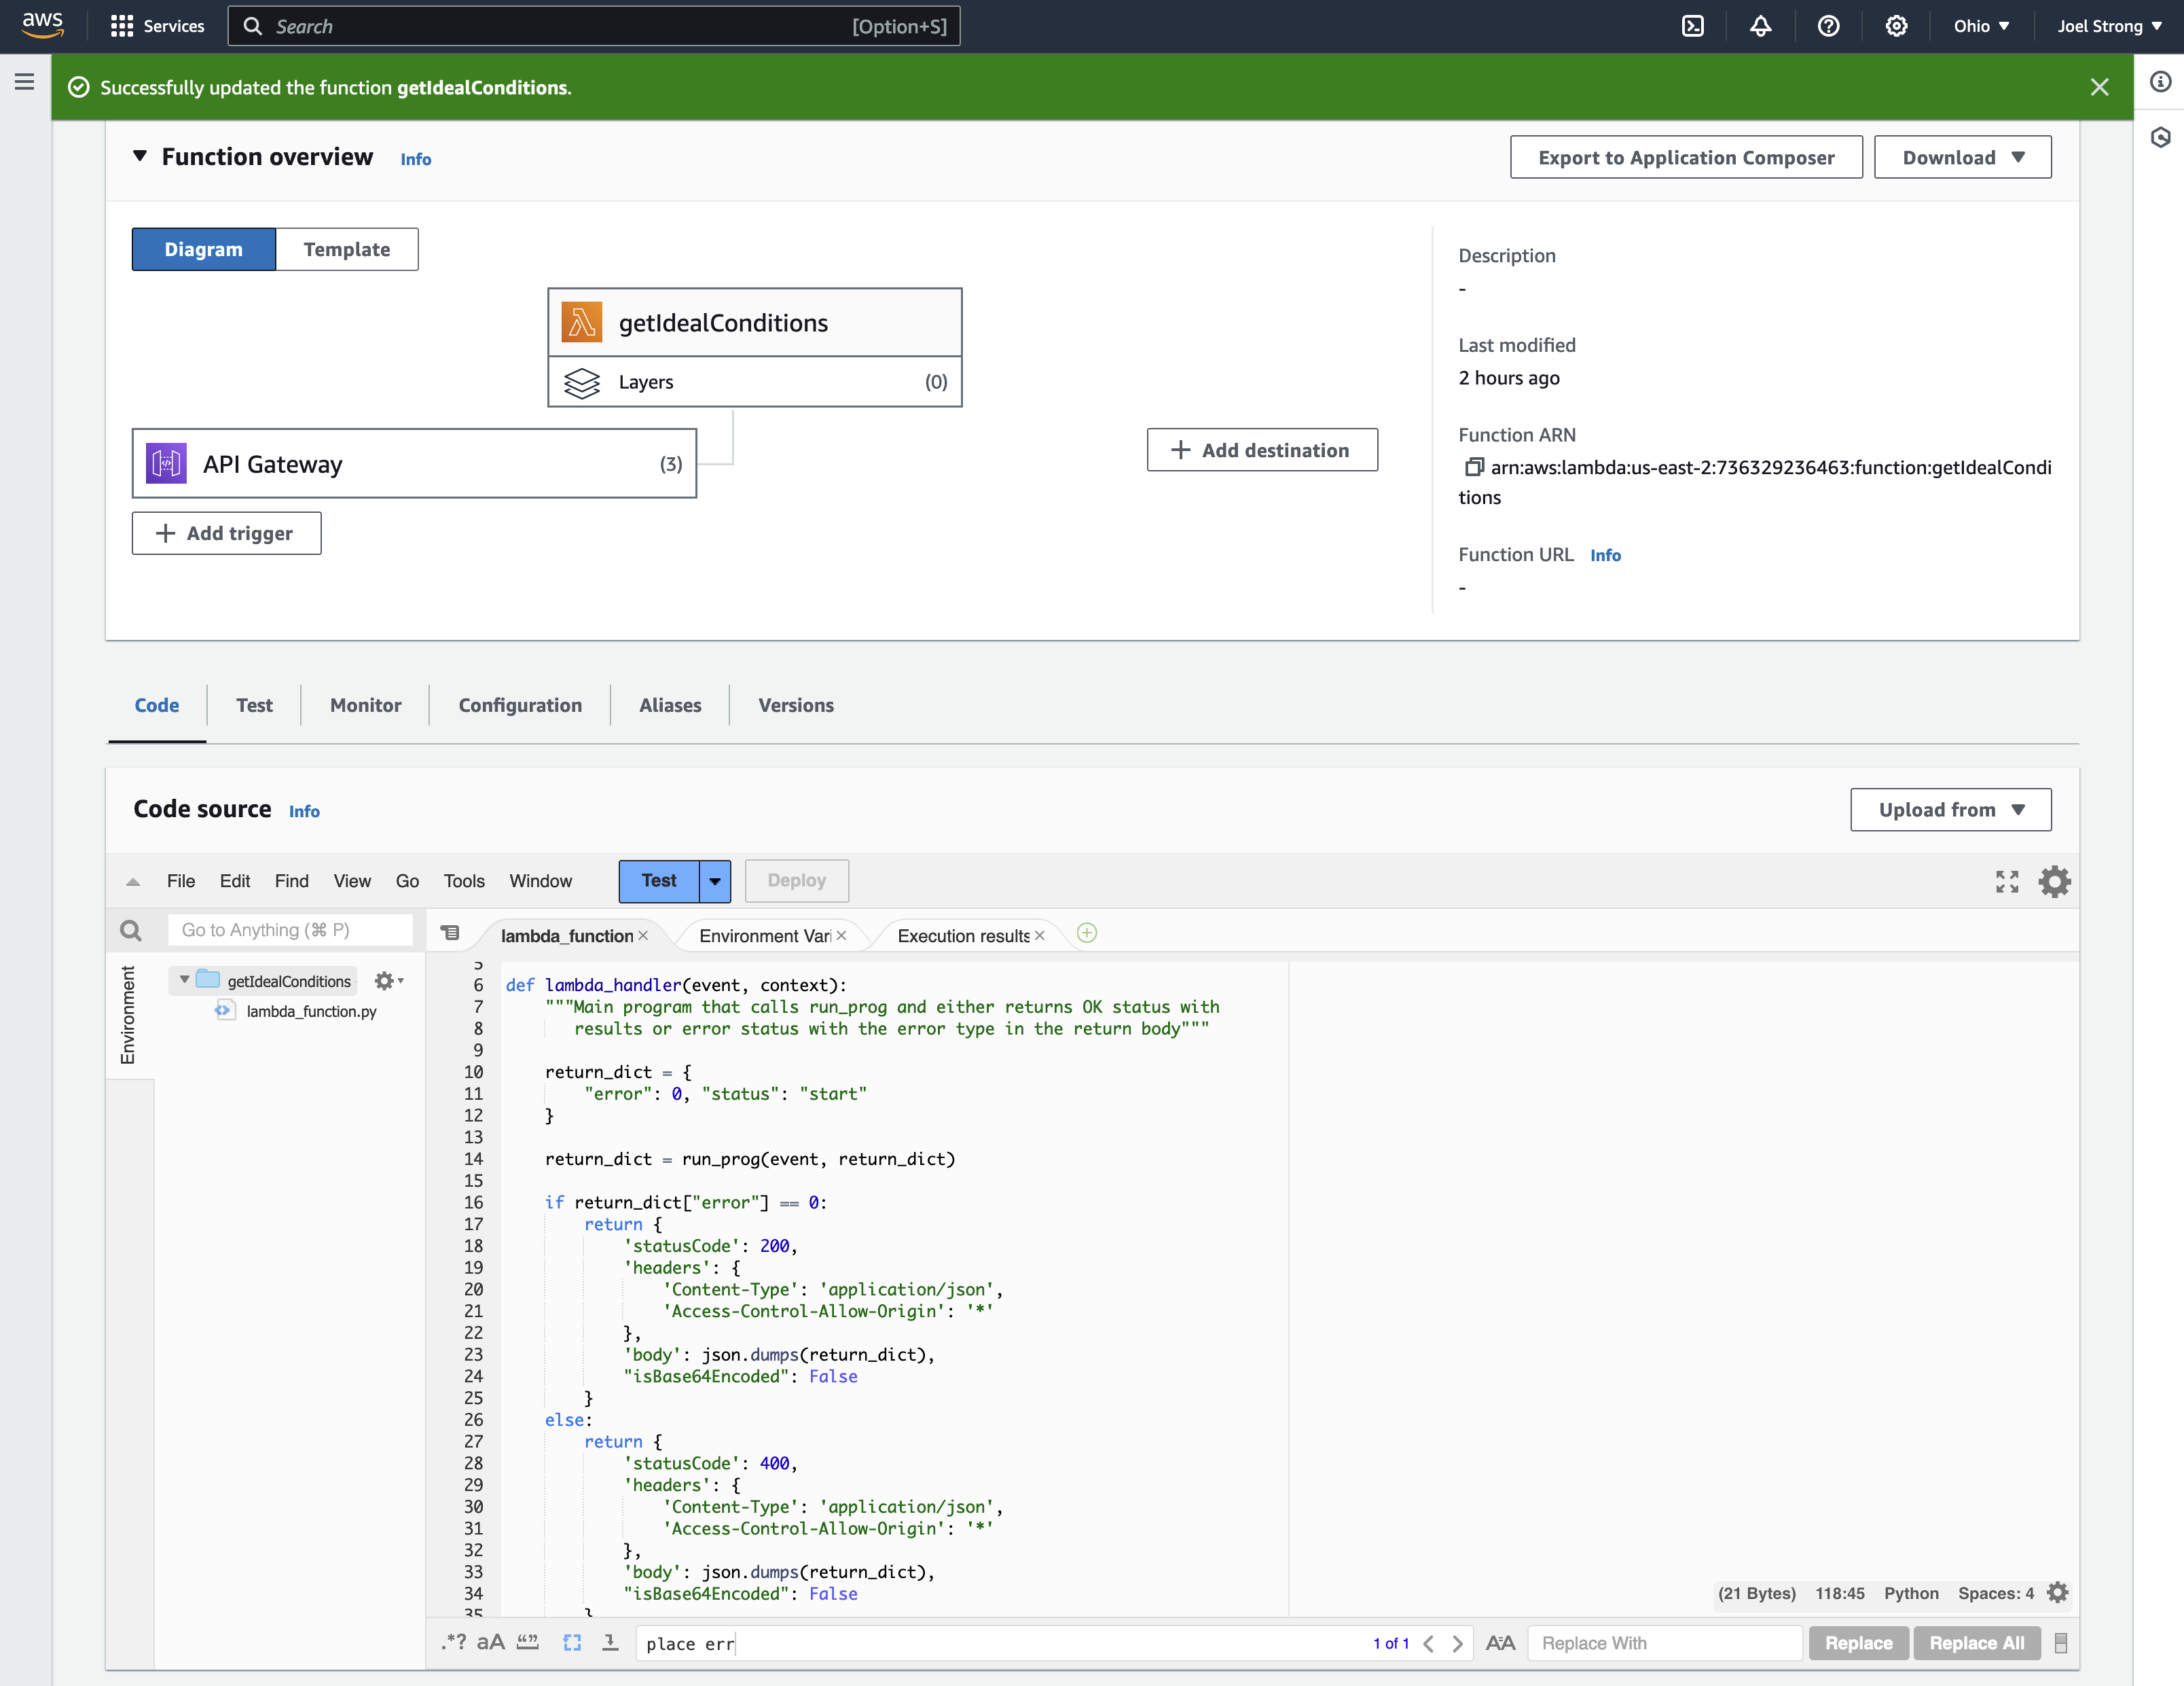 aws
Services
Search
[Option+S]
Ohio ▼
Joel Strong ▼
Successfully updated the function getIdealConditions.
▼ Function overview Info
Export to Application Composer
Download ▼
Diagram
Template
getIdealConditions
Layers (0)
API Gateway (3)
+ Add trigger
+ Add destination
Description
-
Last modified
2 hours ago
Function ARN
arn:aws:lambda:us-east-2:736329236463:function:getIdealCondi
tions
Function URL Info
-
Code
Test
Monitor
Configuration
Aliases
Versions
Code source Info
Upload from ▼
File Edit Find View Go Tools Window
Test
Deploy
Go to Anything (⌘ P)
lambda_function ×
Environment Vari ×
Execution results ×
Environment
getIdealConditions
lambda_function.py
5
6 def lambda_handler(event, context):
7 """Main program that calls run_prog and either returns OK status with
8 results or error status with the error type in the return body"""
9
10 return_dict = {
11 "error": 0, "status": "start"
12 }
13
14 return_dict = run_prog(event, return_dict)
15
16 if return_dict["error"] == 0:
17 return {
18 'statusCode': 200,
19 'headers': {
20 'Content-Type': 'application/json',
21 'Access-Control-Allow-Origin': '*'
22 },
23 'body': json.dumps(return_dict),
24 "isBase64Encoded": False
25 }
26 else:
27 return {
28 'statusCode': 400,
29 'headers': {
30 'Content-Type': 'application/json',
31 'Access-Control-Allow-Origin': '*'
32 },
33 'body': json.dumps(return_dict),
34 "isBase64Encoded": False
35 }
(21 Bytes) 118:45 Python Spaces: 4
.*? aA “” place err 1 of 1 AA Replace With Replace Replace All